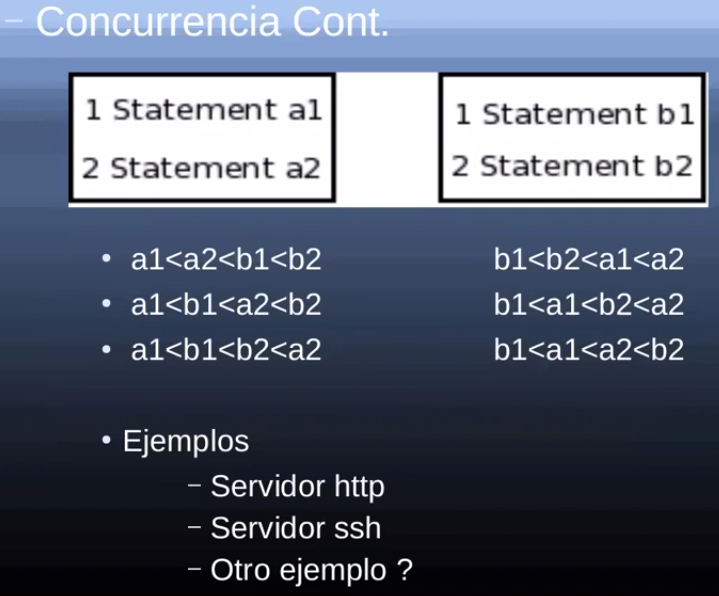 – Concurrencia Cont.
1 Statement a1
2 Statement a2
1 Statement b1
2 Statement b2
• a1<a2<b1<b2 b1<b2<a1<a2
• a1<b1<a2<b2 b1<a1<b2<a2
• a1<b1<b2<a2 b1<a1<a2<b2
• Ejemplos
– Servidor http
– Servidor ssh
– Otro ejemplo ?